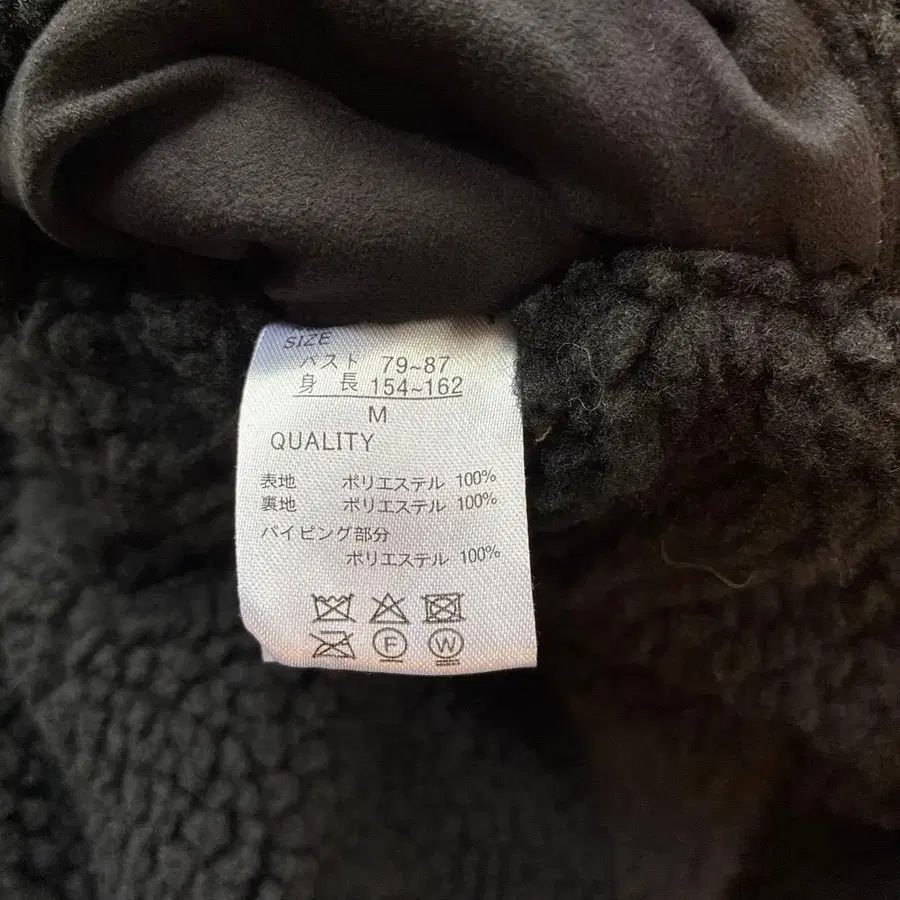 SIZE
バスト 79~87
身長 154~162
M
QUALITY
表地 ポリエステル 100%
裏地 ポリエステル 100%
パイピング部分
ポリエステル 100%
F W